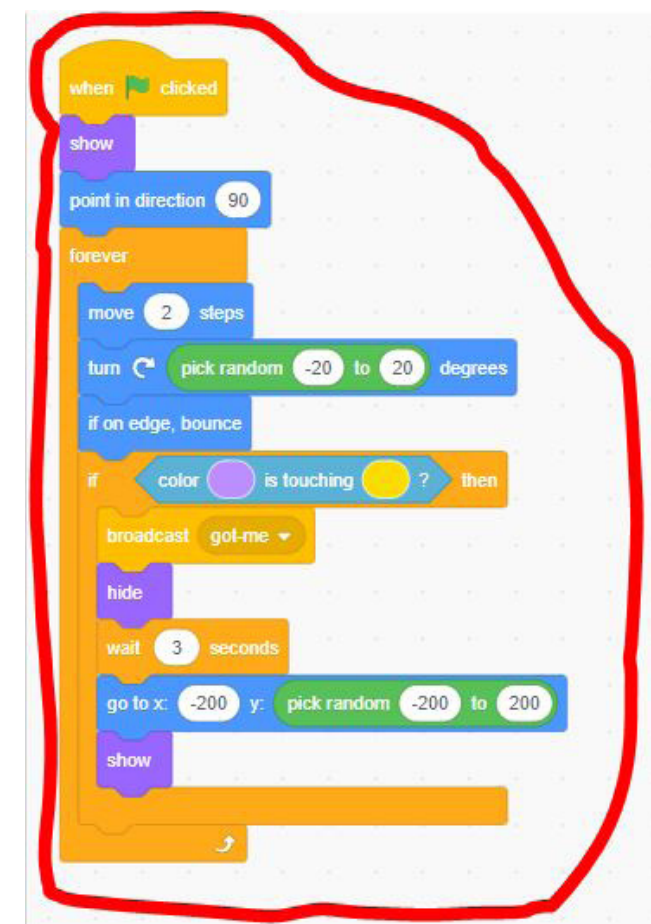 when clicked
show
point in direction 90
forever
move 2 steps
turn pick random -20 to 20 degrees
if on edge, bounce
if color is touching ? then
broadcast got-me
hide
wait 3 seconds
go to x: -200 y: pick random -200 to 200
show